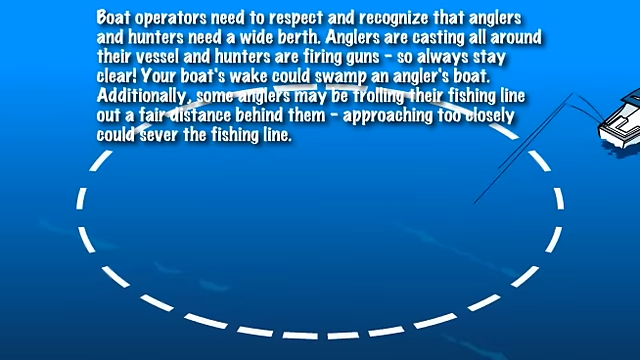 Boat operators need to respect and recognize that anglers
and hunters need a wide berth. Anglers are casting all around
their vessel and hunters are firing guns - so always stay
clear! Your boat's wake could swamp an angler's boat.
Additionally, some anglers may be trolling their fishing line
out a fair distance behind them - approaching too closely
could sever the fishing line.